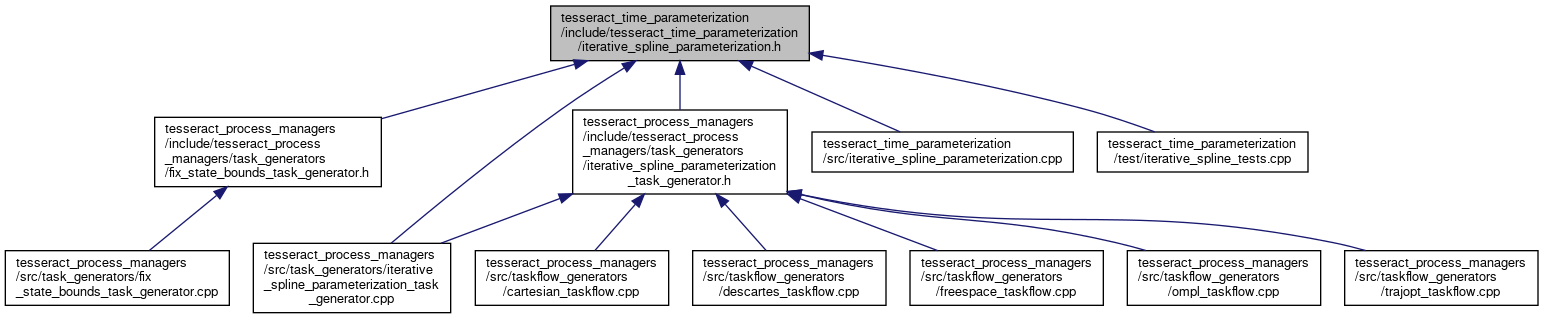 tesseract_time_parameterization
/include/tesseract_time_parameterization
/iterative_spline_parameterization.h
tesseract_process_managers
/include/tesseract_process
_managers/task_generators
/fix_state_bounds_task_generator.h
tesseract_process_managers
/include/tesseract_process
_managers/task_generators
/iterative_spline_parameterization
_task_generator.h
tesseract_time_parameterization
/src/iterative_spline_parameterization.cpp
tesseract_time_parameterization
/test/iterative_spline_tests.cpp
tesseract_process_managers
/src/task_generators/fix
_state_bounds_task_generator.cpp
tesseract_process_managers
/src/task_generators/iterative
_spline_parameterization_task
_generator.cpp
tesseract_process_managers
/src/taskflow_generators
/cartesian_taskflow.cpp
tesseract_process_managers
/src/taskflow_generators
/descartes_taskflow.cpp
tesseract_process_managers
/src/taskflow_generators
/freespace_taskflow.cpp
tesseract_process_managers
/src/taskflow_generators
/ompl_taskflow.cpp
tesseract_process_managers
/src/taskflow_generators
/trajopt_taskflow.cpp